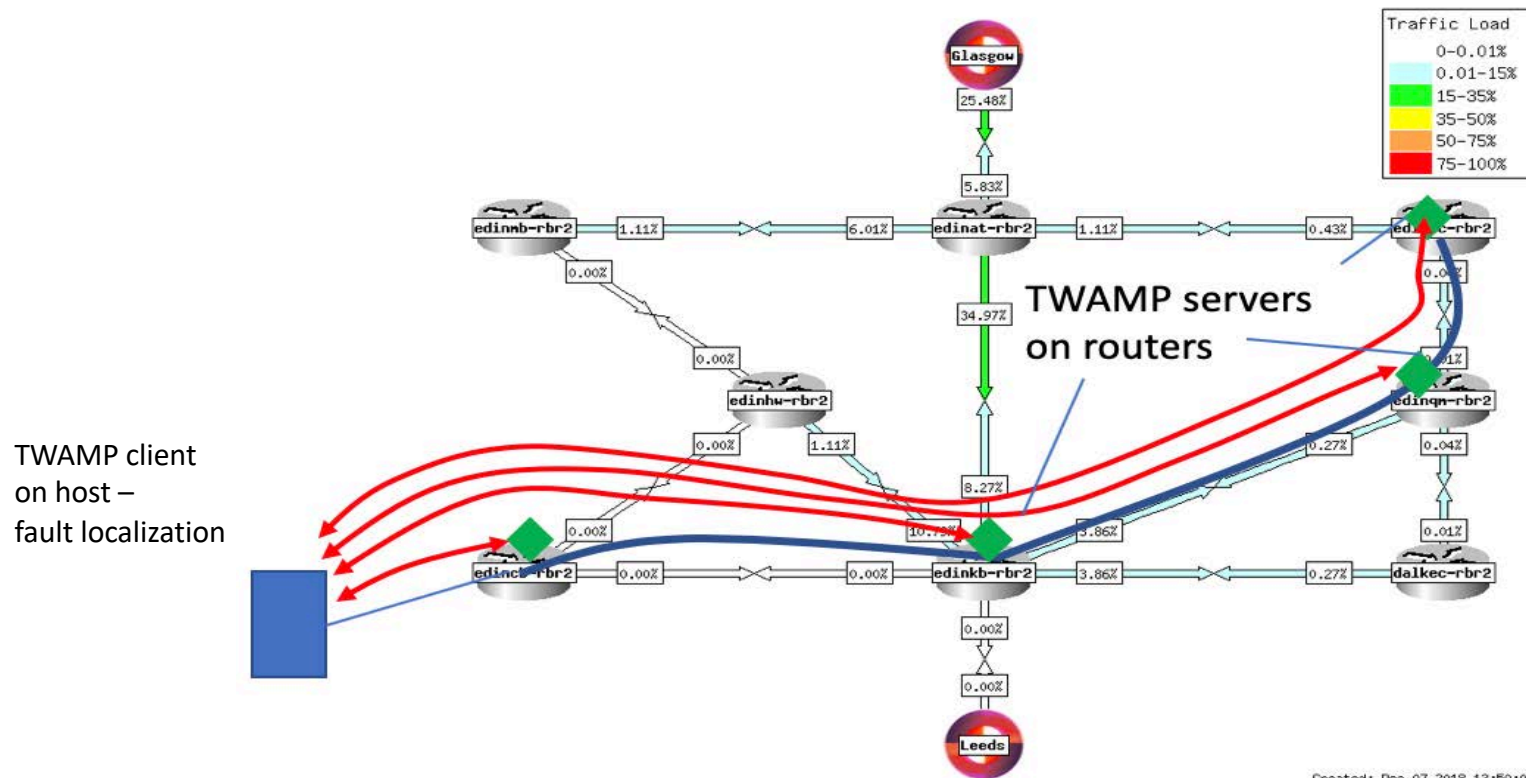 Traffic Load
0-0.01%
0.01-15%
15-35%
35-50%
50-75%
75-100%
Glasgow
25.48%
5.83%
edinmb-rbr2
1.11%
6.01%
edinat-rbr2
1.11%
0.43%
0.00%
34.97%
TWAMP servers
on routers
0.00%
edinhw-rbr2
edinqm-rbr2
TWAMP client
on host –
fault localization
0.00%
1.11%
8.27%
0.27%
0.04%
0.00%
3.86%
0.01%
0.00%
0.00%
edinkb-rbr2
3.86%
0.27%
dalkec-rbr2
0.00%
0.00%
Leeds